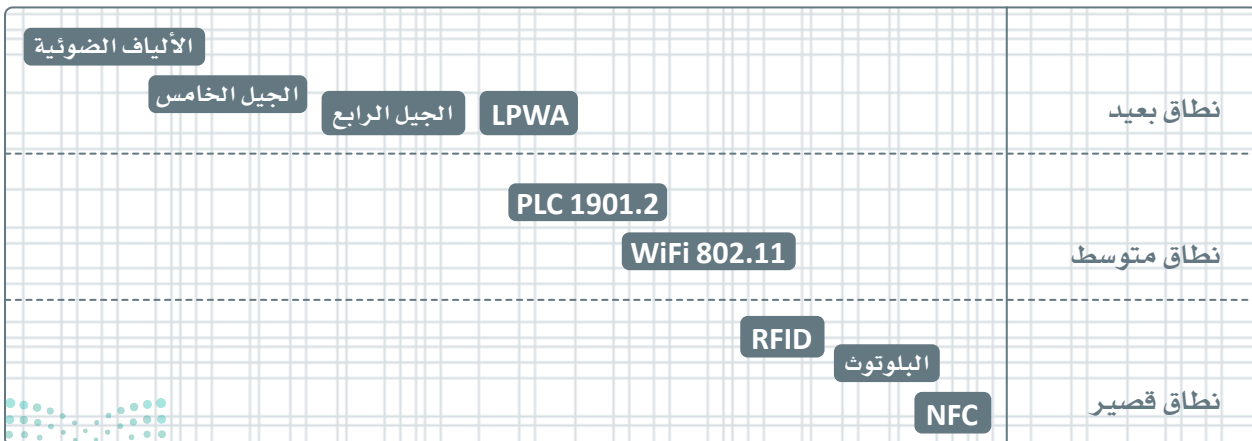 نطاق بعيد
الألياف الضوئية
الجيل الخامس
الجيل الرابع
LPWA
نطاق متوسط
PLC 1901.2
WiFi 802.11
نطاق قصير
RFID
البلوتوث
NFC